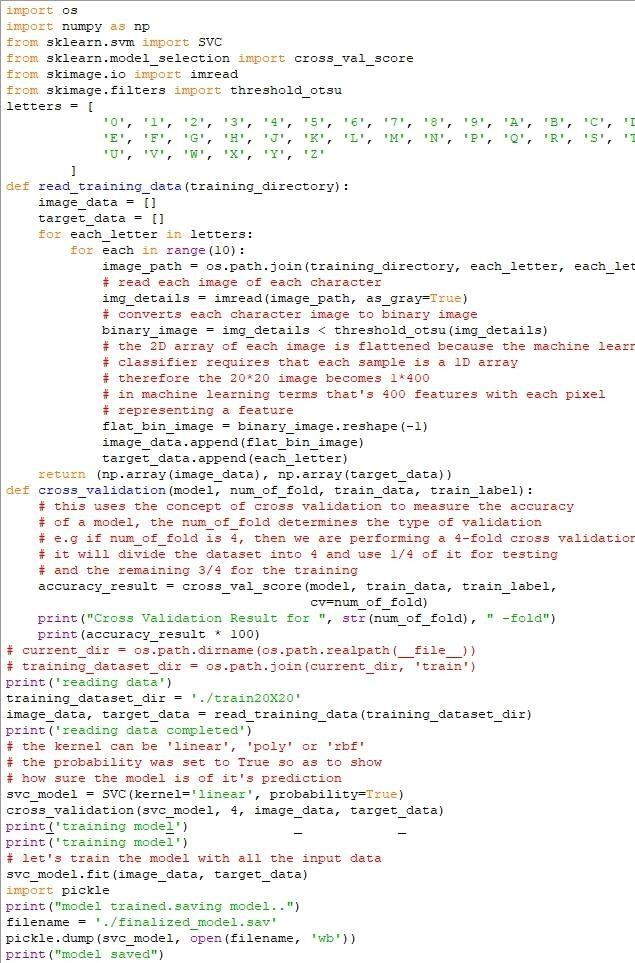 import os
import numpy as np
from sklearn.svm import SVC
from sklearn.model_selection import cross_val_score
from skimage.io import imread
from skimage.filters import threshold_otsu
letters = [
            '0', '1', '2', '3', '4', '5', '6', '7', '8', '9', 'A', 'B', 'C',
            'E', 'F', 'G', 'H', 'J', 'K', 'L', 'M', 'N', 'P', 'Q', 'R', 'S',
            'U', 'V', 'W', 'X', 'Y', 'Z'
        ]
def read_training_data(training_directory):
    image_data = []
    target_data = []
    for each_letter in letters:
        for each in range(10):
            image_path = os.path.join(training_directory, each_letter, each_let
            # read each image of each character
            img_details = imread(image_path, as_gray=True)
            # converts each character image to binary image
            binary_image = img_details < threshold_otsu(img_details)
            # the 2D array of each image is flattened because the machine lear
            # classifier requires that each sample is a 1D array
            # therefore the 20*20 image becomes 1*400
            # in machine learning terms that's 400 features with each pixel
            # representing a feature
            flat_bin_image = binary_image.reshape(-1)
            image_data.append(flat_bin_image)
            target_data.append(each_letter)
    return (np.array(image_data), np.array(target_data))
def cross_validation(model, num_of_fold, train_data, train_label):
    # this uses the concept of cross validation to measure the accuracy
    # of a model, the num_of_fold determines the type of validation
    # e.g if num_of_fold is 4, then we are performing a 4-fold cross validation
    # it will divide the dataset into 4 and use 1/4 of it for testing
    # and the remaining 3/4 for the training
    accuracy_result = cross_val_score(model, train_data, train_label,
                                      cv=num_of_fold)
    print("Cross Validation Result for ", str(num_of_fold), " -fold")
    print(accuracy_result * 100)
# current_dir = os.path.dirname(os.path.realpath(__file__))
# training_dataset_dir = os.path.join(current_dir, 'train')
print('reading data')
training_dataset_dir = './train20X20'
image_data, target_data = read_training_data(training_dataset_dir)
print('reading data completed')
# the kernel can be 'linear', 'poly' or 'rbf'
# the probability was set to True so as to show
# how sure the model is of it's prediction
svc_model = SVC(kernel='linear', probability=True)
cross_validation(svc_model, 4, image_data, target_data)
print('training model')
print('training model')
# let's train the model with all the input data
svc_model.fit(image_data, target_data)
import pickle
print("model trained.saving model..")
filename = './finalized_model.sav'
pickle.dump(svc_model, open(filename, 'wb'))
print("model saved")